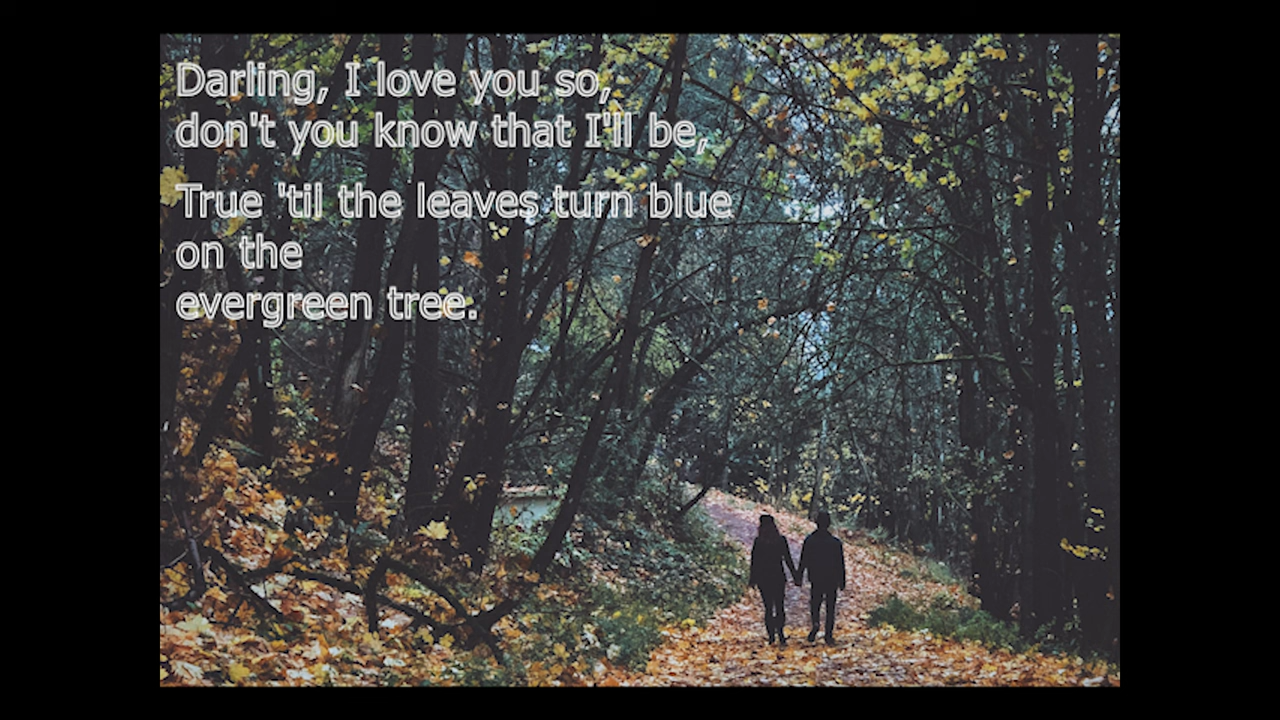 Darling, I love you so,
don't you know that I'll be,
True 'til the leaves turn blue
on the
evergreen tree.